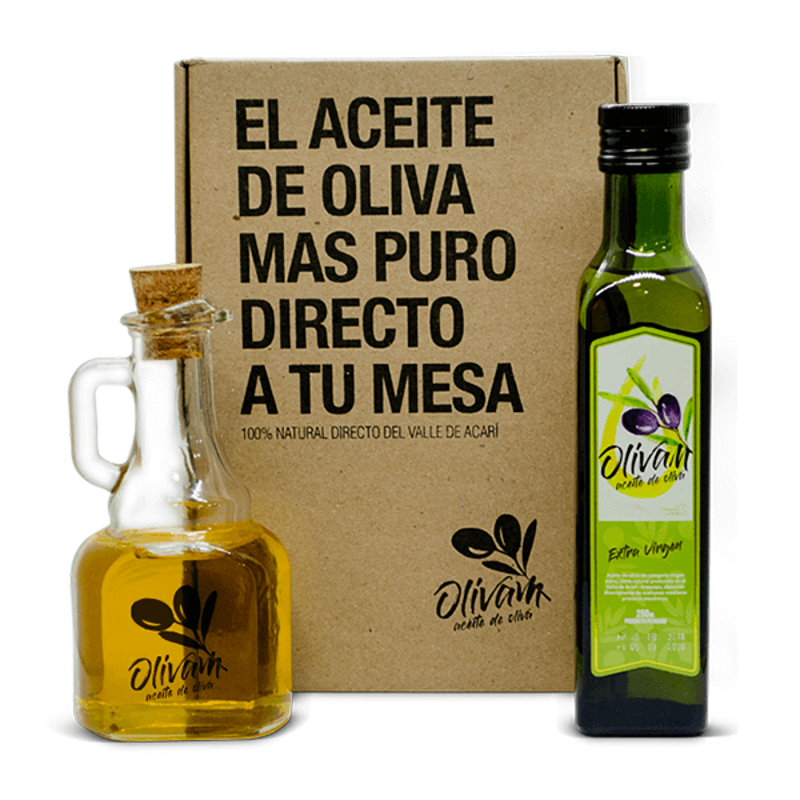 EL ACEITE
DE OLIVA
MAS PURO
DIRECTO
A TU MESA
100% NATURAL DIRECTO DEL VALLE DE ACARÍ
Olivam
aceite de oliva
Olivam
aceite de oliva
Olivam
aceite de oliva
Extra Virgen